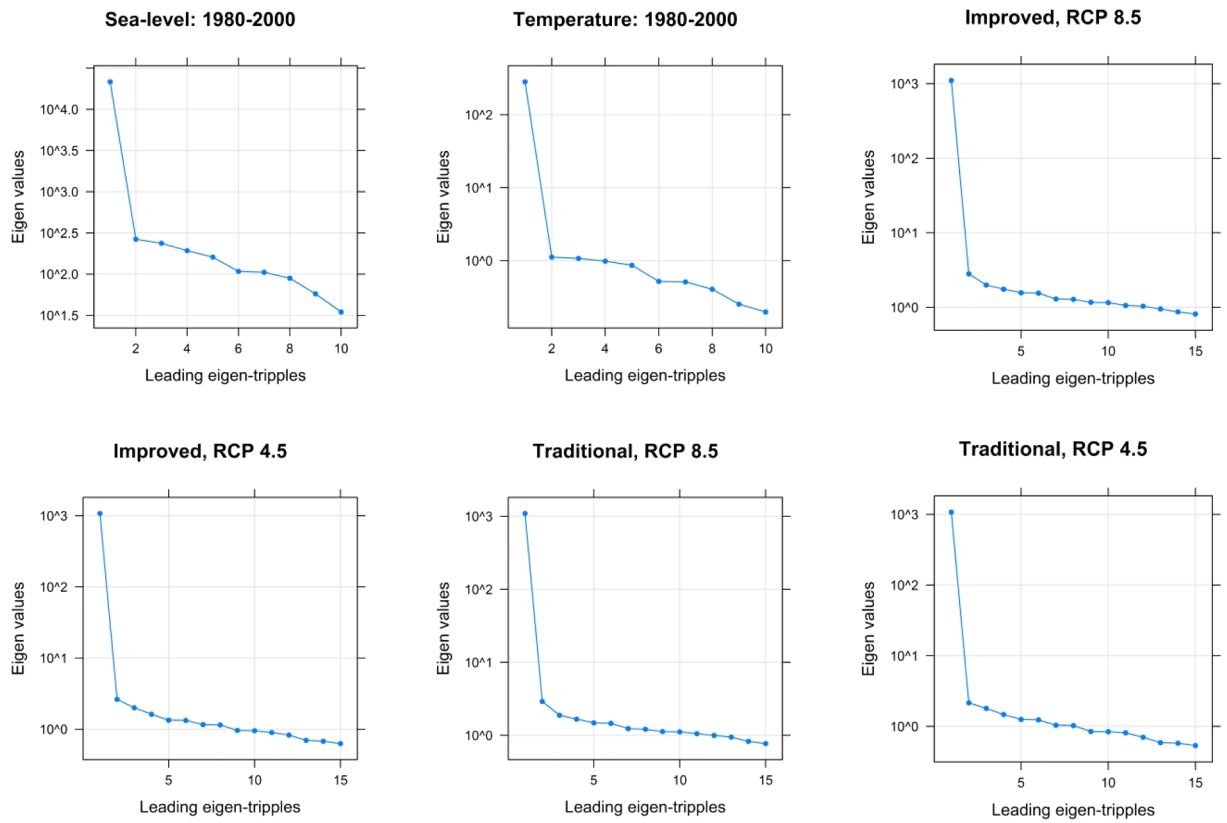 Sea-level: 1980-2000
Temperature: 1980-2000
Improved, RCP 8.5
Eigen values
10^4.0
10^3.5
10^3.0
10^2.5
10^2.0
10^1.5
2 4 6 8 10
Leading eigen-tripples
Eigen values
10^2
10^1
10^0
2 4 6 8 10
Leading eigen-tripples
Eigen values
10^3
10^2
10^1
10^0
5 10 15
Leading eigen-tripples
Improved, RCP 4.5
Traditional, RCP 8.5
Traditional, RCP 4.5
Eigen values
10^3
10^2
10^1
10^0
5 10 15
Leading eigen-tripples
Eigen values
10^3
10^2
10^1
10^0
5 10 15
Leading eigen-tripples
Eigen values
10^3
10^2
10^1
10^0
5 10 15
Leading eigen-tripples